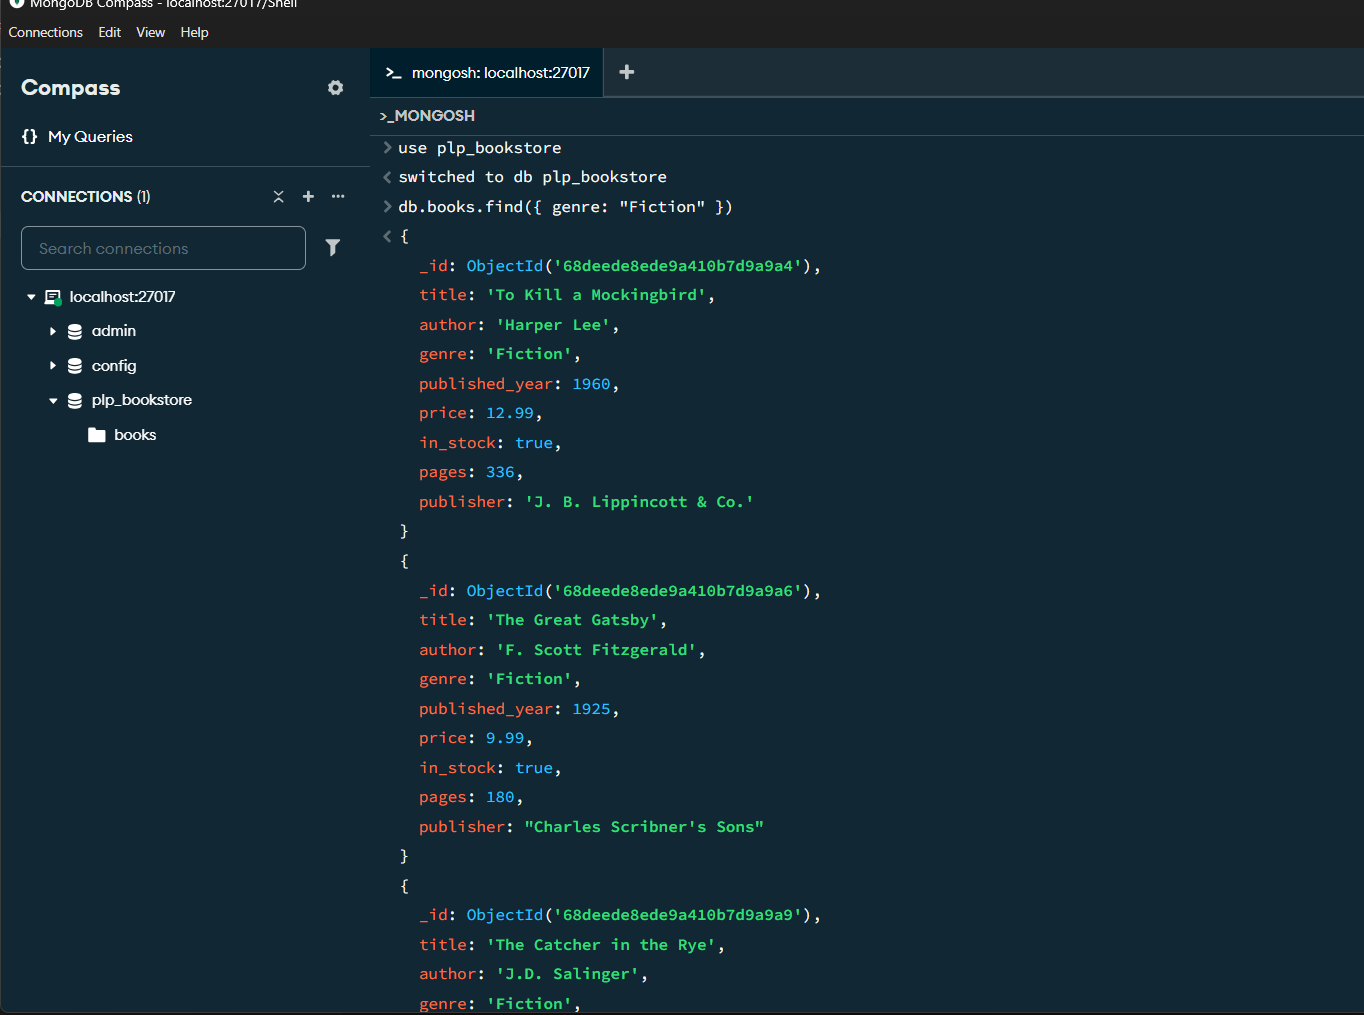 MongoDB Compass - localhost:27017/Shell
Connections Edit View Help
Compass
{} My Queries
CONNECTIONS (1)
Search connections
localhost:27017
admin
config
plp_bookstore
books
>_ mongosh: localhost:27017 +
>_MONGOSH
> use plp_bookstore
< switched to db plp_bookstore
> db.books.find({ genre: "Fiction" })
< {
_id: ObjectId('68deede8ede9a410b7d9a9a4'),
title: 'To Kill a Mockingbird',
author: 'Harper Lee',
genre: 'Fiction',
published_year: 1960,
price: 12.99,
in_stock: true,
pages: 336,
publisher: 'J. B. Lippincott & Co.'
}
{
_id: ObjectId('68deede8ede9a410b7d9a9a6'),
title: 'The Great Gatsby',
author: 'F. Scott Fitzgerald',
genre: 'Fiction',
published_year: 1925,
price: 9.99,
in_stock: true,
pages: 180,
publisher: "Charles Scribner's Sons"
}
{
_id: ObjectId('68deede8ede9a410b7d9a9a9'),
title: 'The Catcher in the Rye',
author: 'J.D. Salinger',
genre: 'Fiction',